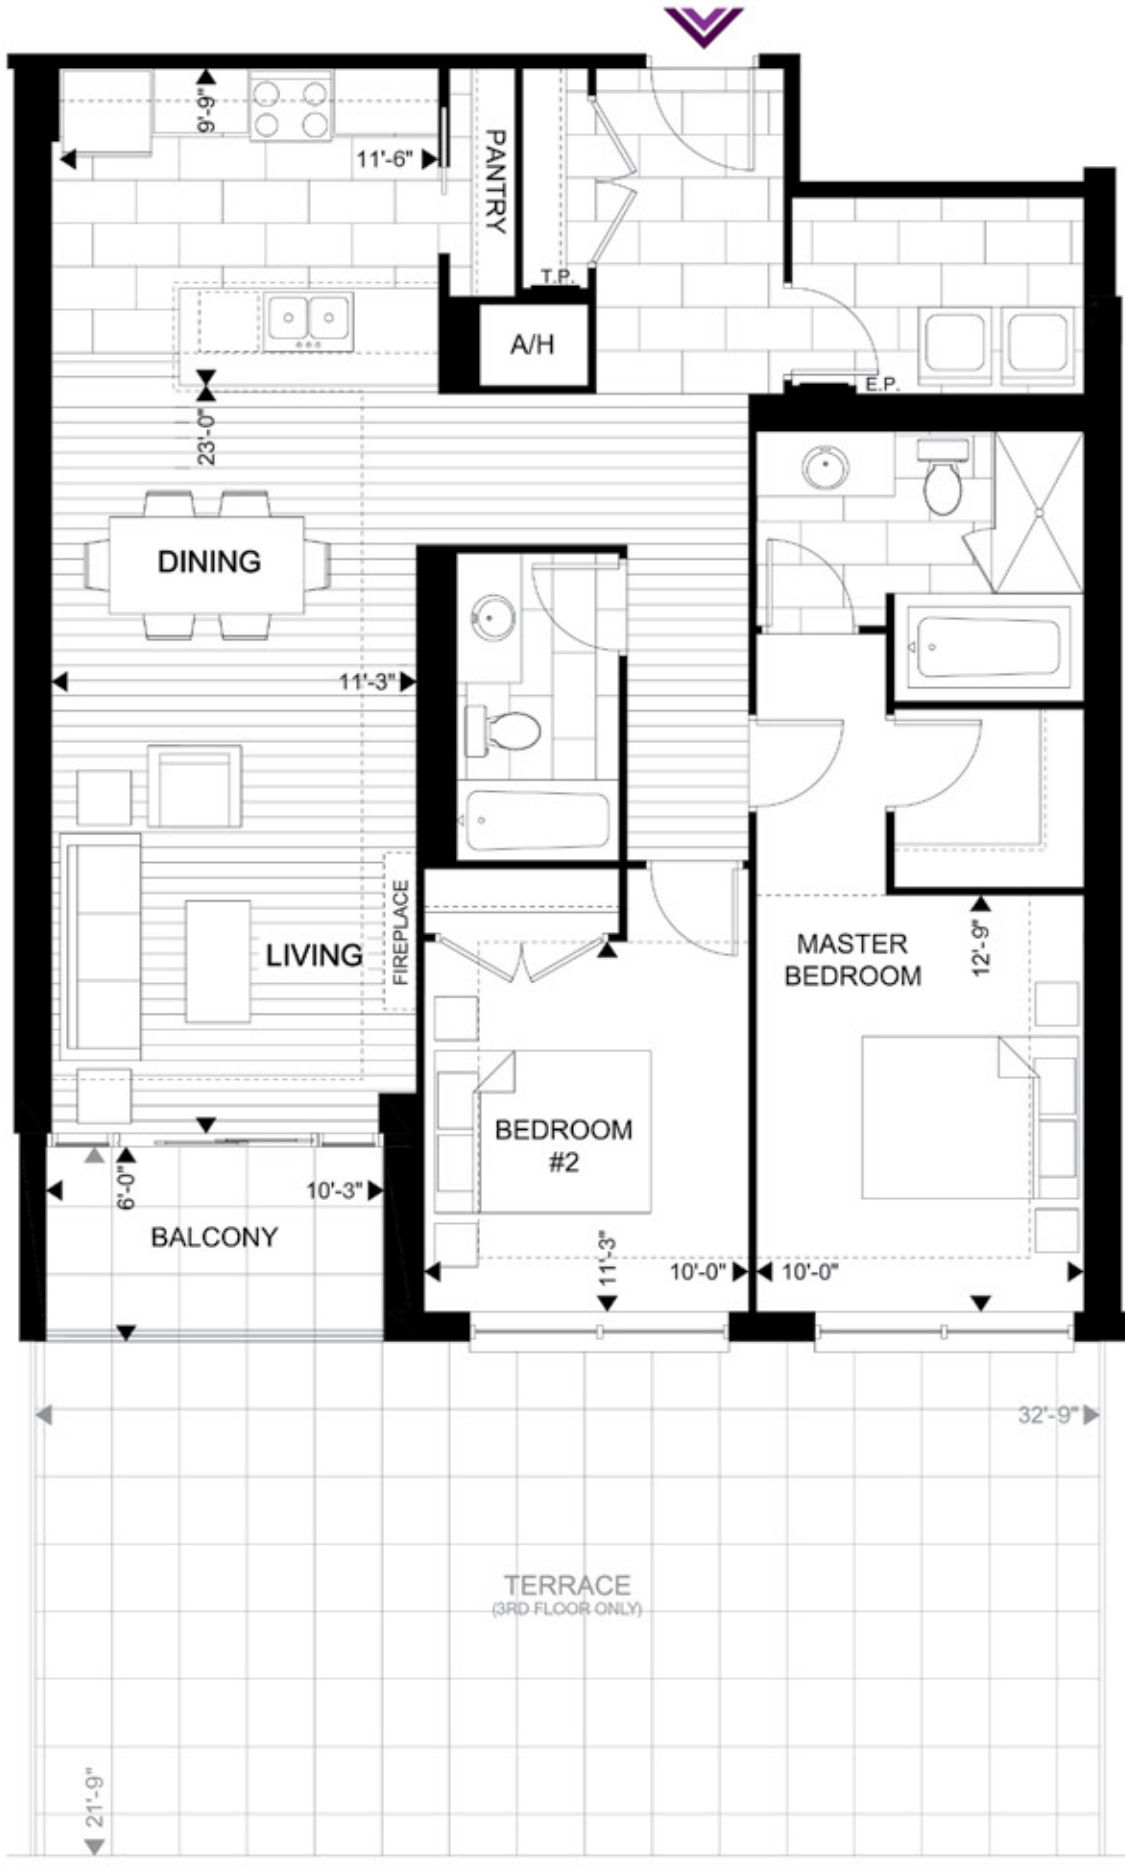 9'-9"
11'-6"
PANTRY
T.P.
A/H
E.P.
23'-0"
DINING
11'-3"
FIREPLACE
LIVING
MASTER
BEDROOM
12'-9"
BEDROOM
#2
6'-0"
10'-3"
BALCONY
11'-3"
10'-0"
10'-0"
32'-9"
TERRACE
(3RD FLOOR ONLY)
21'-9"